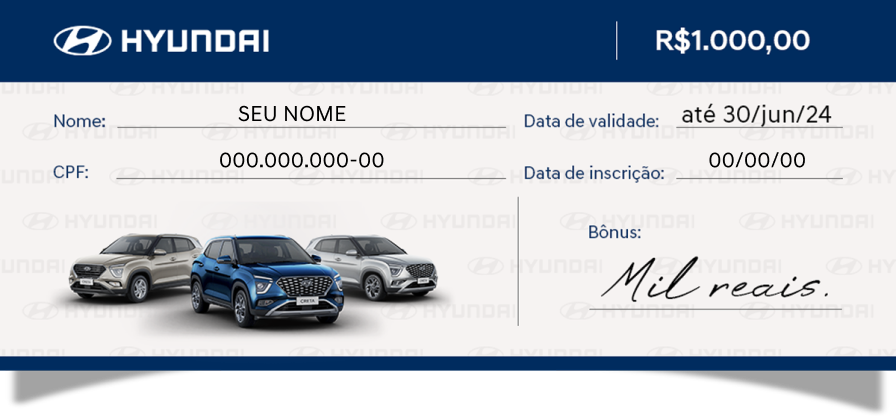 HYUNDAI
R$1.000,00
Nome: SEU NOME
Data de validade: até 30/jun/24
CPF: 000.000.000-00
Data de inscrição: 00/00/00
Bônus:
Mil reais.
CRETA